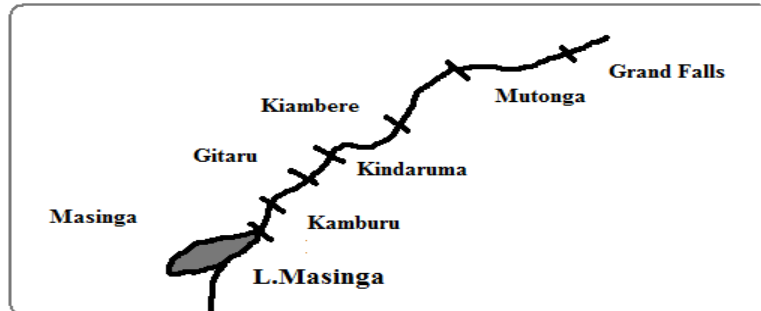 Grand Falls
Mutonga
Kiambere
Gitaru
Kindaruma
Masinga
Kamburu
L.Masinga